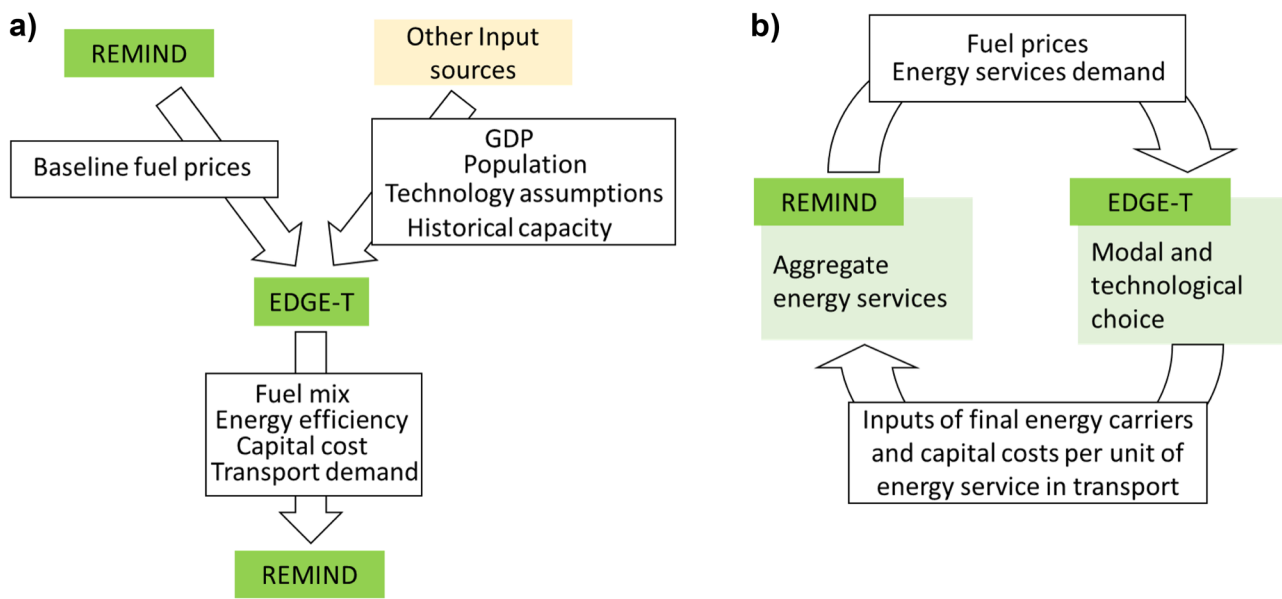 a)
REMIND
Other Input
sources
Baseline fuel prices
GDP
Population
Technology assumptions
Historical capacity
EDGE-T
Fuel mix
Energy efficiency
Capital cost
Transport demand
REMIND
b)
Fuel prices
Energy services demand
REMIND
Aggregate
energy services
EDGE-T
Modal and
technological
choice
Inputs of final energy carriers
and capital costs per unit of
energy service in transport